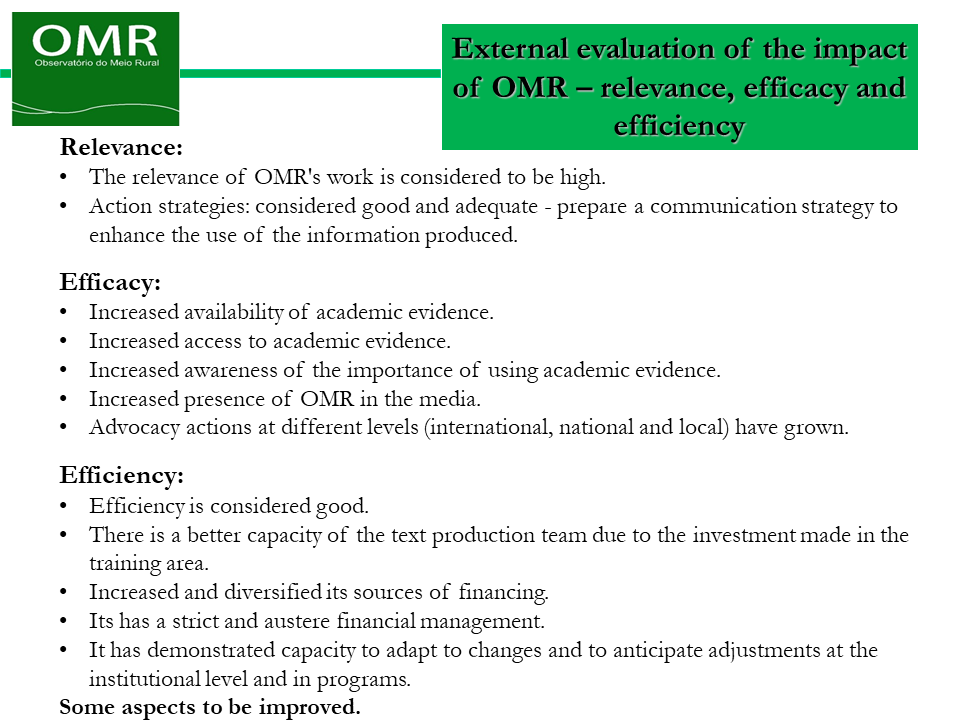 OMR
Observatório do Meio Rural
External evaluation of the impact
of OMR – relevance, efficacy and
efficiency
Relevance:
• The relevance of OMR's work is considered to be high.
• Action strategies: considered good and adequate - prepare a communication strategy to
enhance the use of the information produced.
Efficacy:
• Increased availability of academic evidence.
• Increased access to academic evidence.
• Increased awareness of the importance of using academic evidence.
• Increased presence of OMR in the media.
• Advocacy actions at different levels (international, national and local) have grown.
Efficiency:
• Efficiency is considered good.
• There is a better capacity of the text production team due to the investment made in the
training area.
• Increased and diversified its sources of financing.
• Its has a strict and austere financial management.
• It has demonstrated capacity to adapt to changes and to anticipate adjustments at the
institutional level and in programs.
Some aspects to be improved.